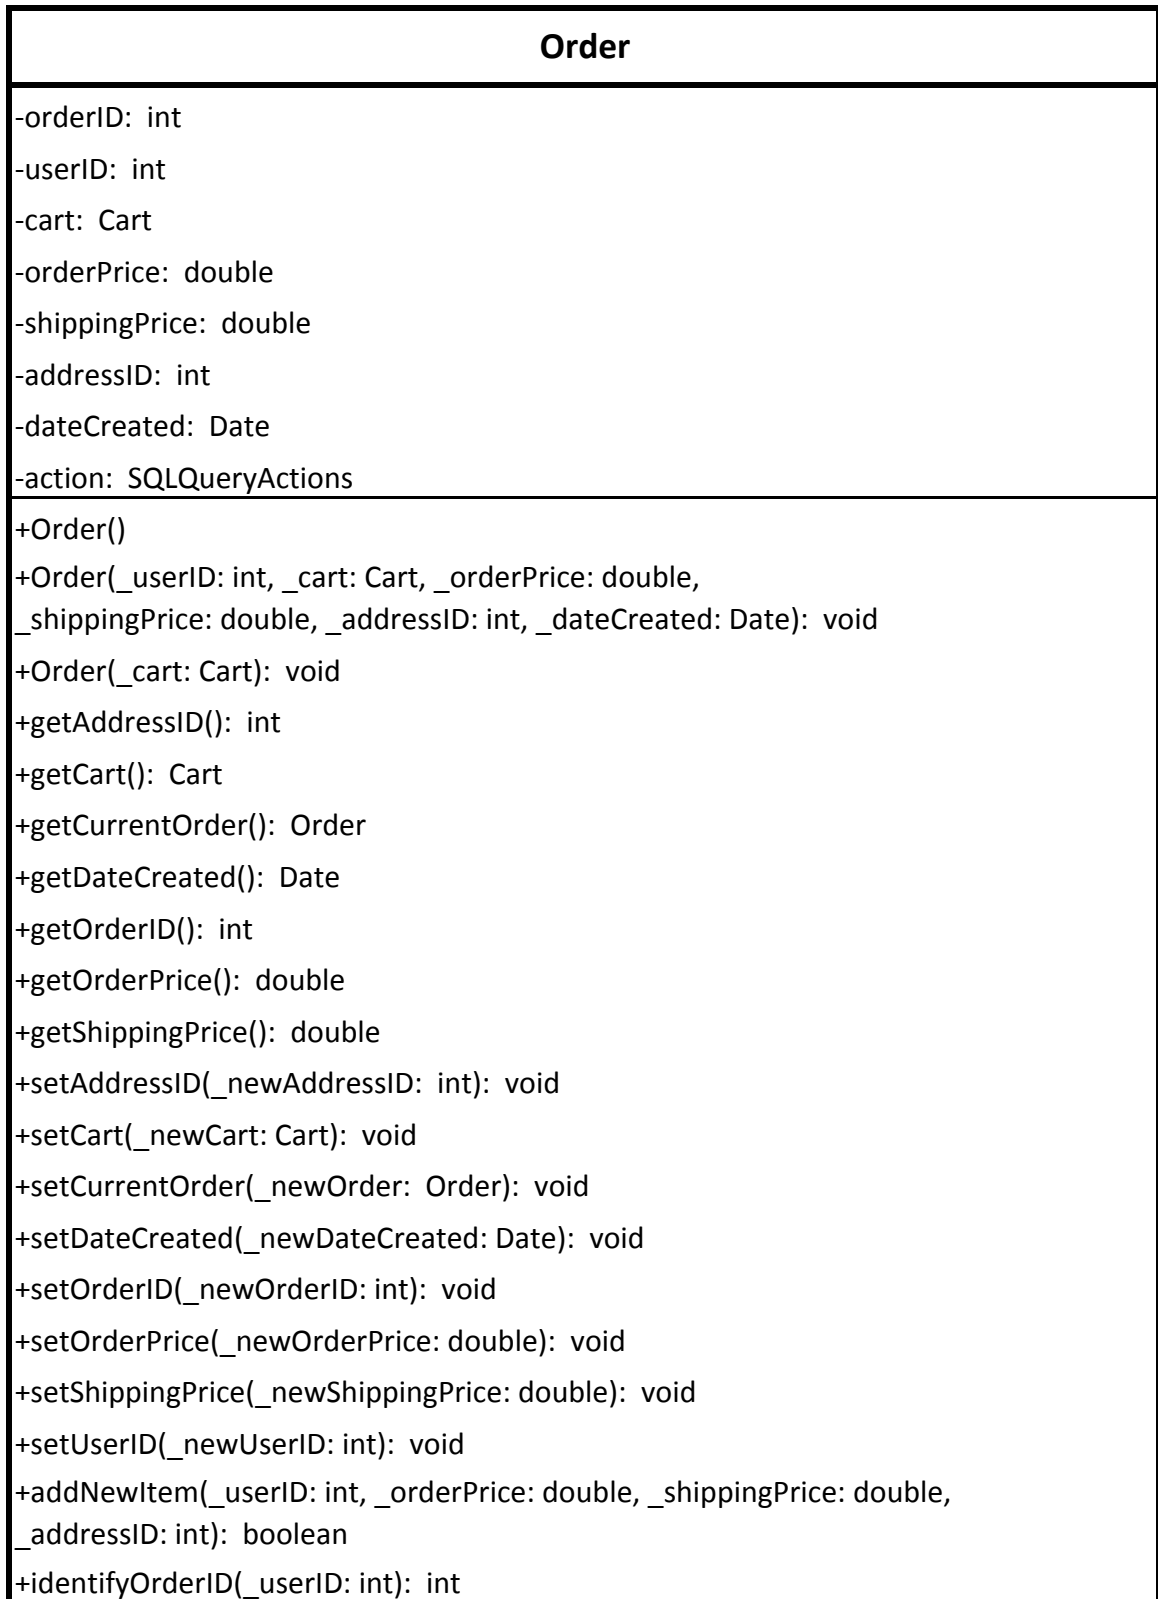 Order
-orderID:  int
-userID:  int
-cart:  Cart
-orderPrice:  double
-shippingPrice:  double
-addressID:  int
-dateCreated:  Date
-action:  SQLQueryActions
+Order()
+Order(_userID: int, _cart: Cart, _orderPrice: double,
_shippingPrice: double, _addressID: int, _dateCreated: Date):  void
+Order(_cart: Cart):  void
+getAddressID():  int
+getCart():  Cart
+getCurrentOrder():  Order
+getDateCreated():  Date
+getOrderID():  int
+getOrderPrice():  double
+getShippingPrice():  double
+setAddressID(_newAddressID:  int):  void
+setCart(_newCart: Cart):  void
+setCurrentOrder(_newOrder:  Order):  void
+setDateCreated(_newDateCreated: Date):  void
+setOrderID(_newOrderID: int):  void
+setOrderPrice(_newOrderPrice: double):  void
+setShippingPrice(_newShippingPrice: double):  void
+setUserID(_newUserID: int):  void
+addNewItem(_userID: int, _orderPrice: double, _shippingPrice: double,
_addressID: int):  boolean
+identifyOrderID(_userID: int):  int